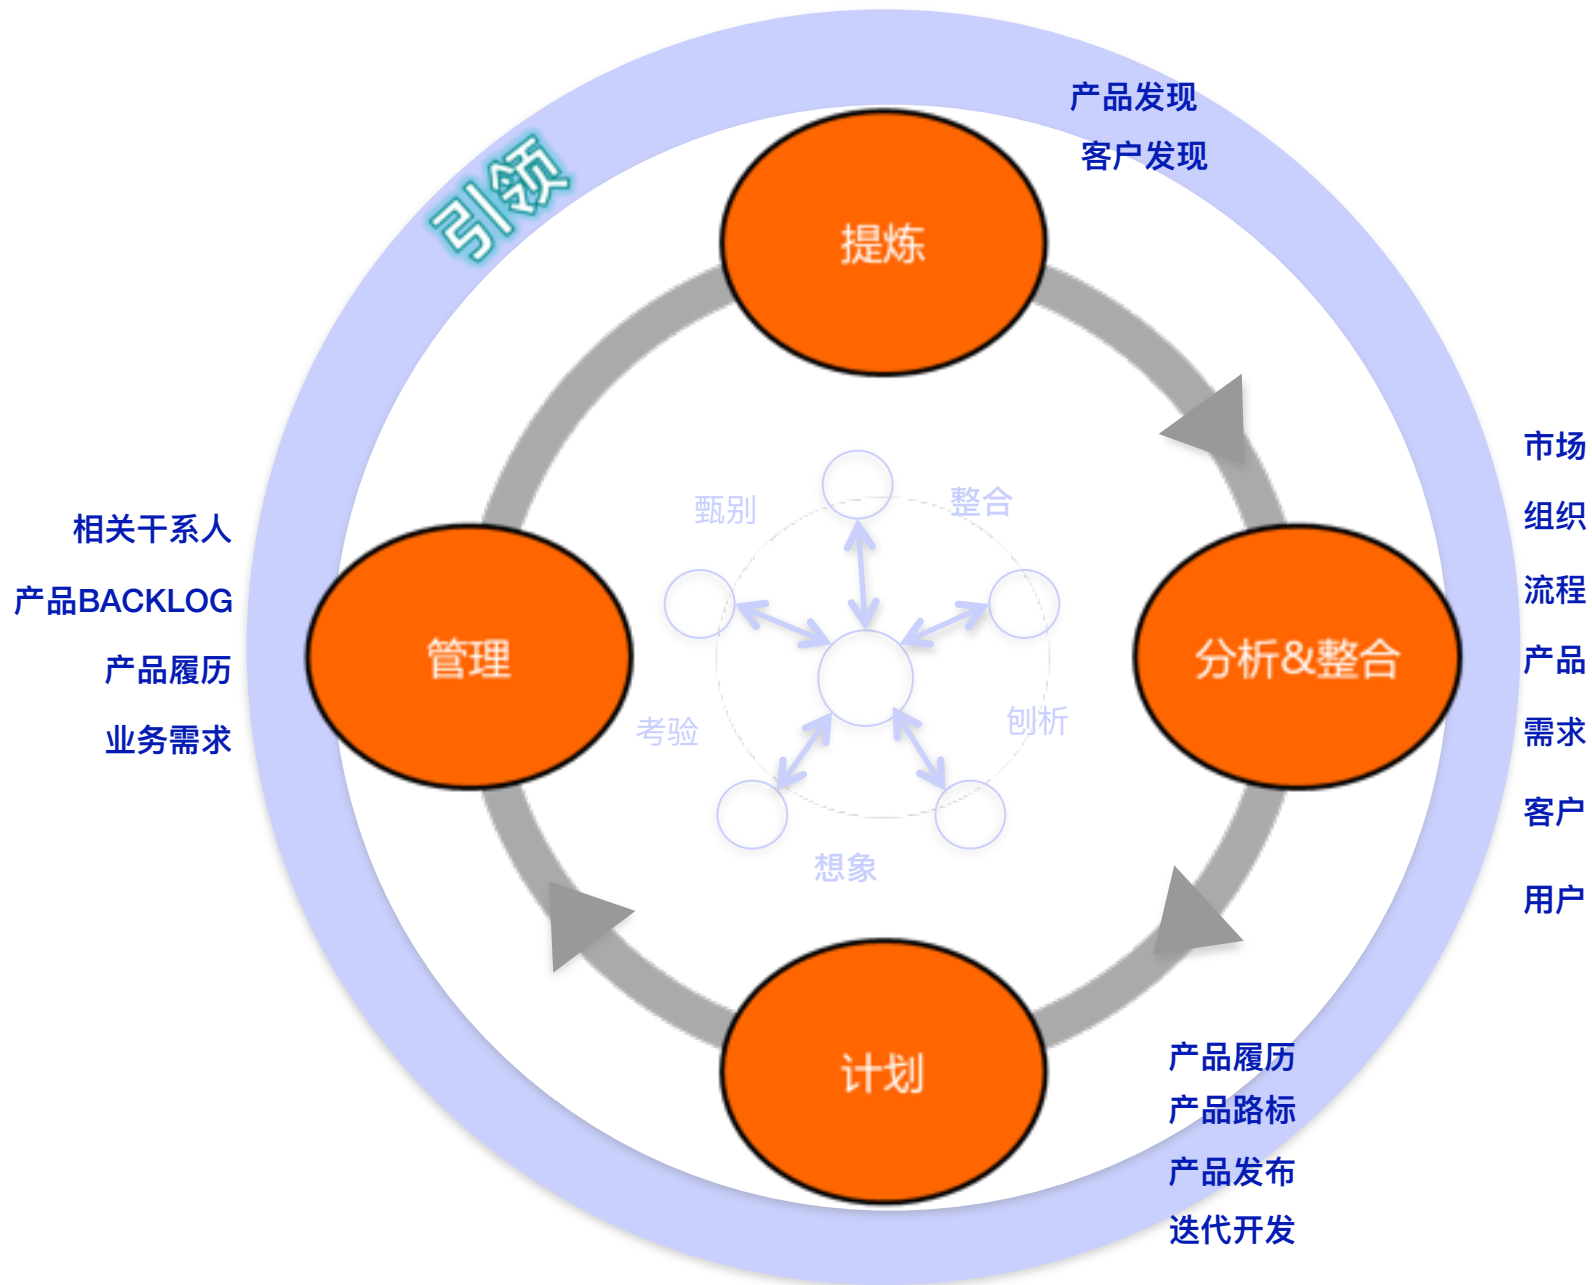 产品发现
客户发现
引领
提炼
市场
组织
流程
产品
需求
客户
用户
甄别
整合
相关干系人
产品BACKLOG
产品履历
业务需求
管理
分析&整合
考验
刨析
想象
计划
产品履历
产品路标
产品发布
迭代开发